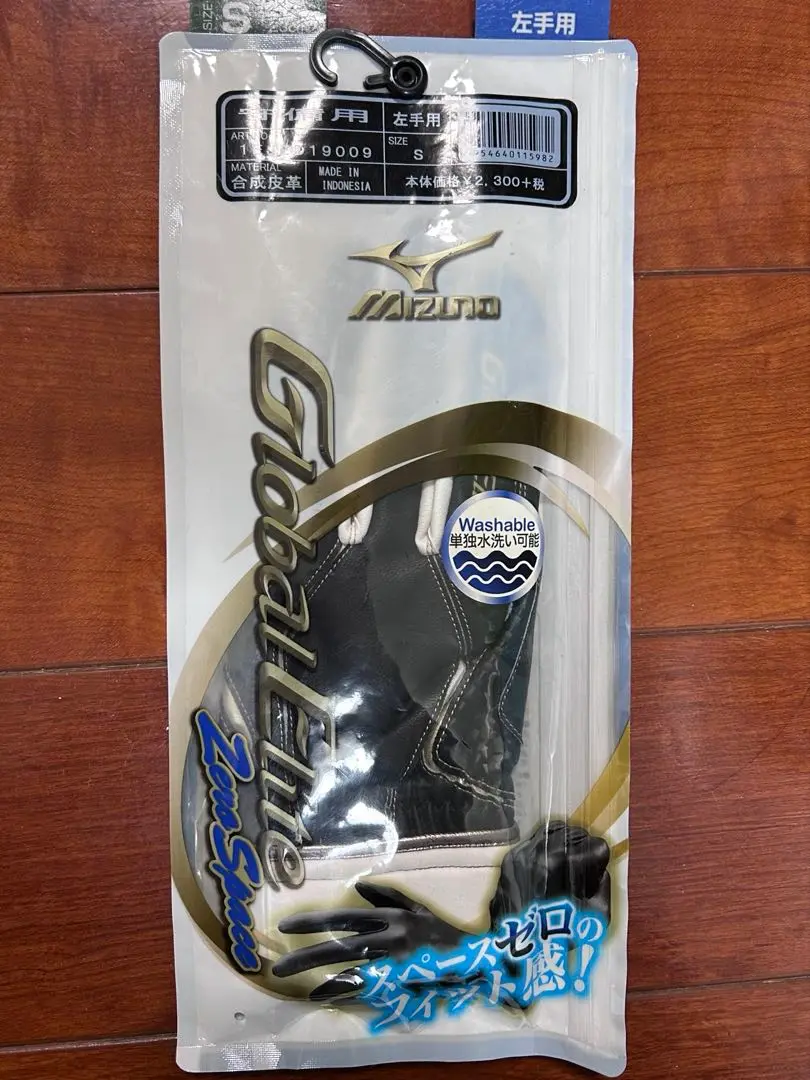 SIZE
S
左手用
守備用
左手用
ART
19009
SIZE
S
54640115982
MATERIAL
合成皮革
MADE IN
INDONESIA
本体価格¥2,300+税
MIZUNO
Global Elite
Zero Space
Washable
単独水洗い可能
スペースゼロの
フィット感!